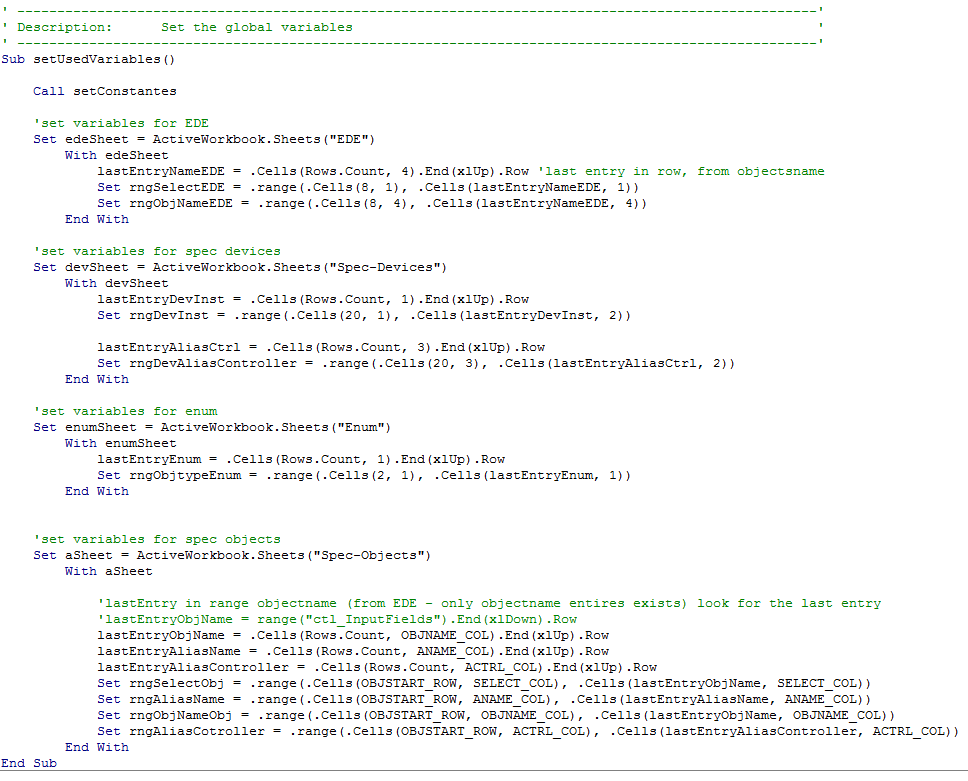 ' --------------------------------------------------------------------------------------------------- '
' Description:      Set the global variables                                                           '
' --------------------------------------------------------------------------------------------------- '
Sub setUsedVariables()

    Call setConstantes

    'set variables for EDE
    Set edeSheet = ActiveWorkbook.Sheets("EDE")
        With edeSheet
            lastEntryNameEDE = .Cells(Rows.Count, 4).End(xlUp).Row 'last entry in row, from objectsname
            Set rngSelectEDE = .range(.Cells(8, 1), .Cells(lastEntryNameEDE, 1))
            Set rngObjNameEDE = .range(.Cells(8, 4), .Cells(lastEntryNameEDE, 4))
        End With

    'set variables for spec devices
    Set devSheet = ActiveWorkbook.Sheets("Spec-Devices")
        With devSheet
            lastEntryDevInst = .Cells(Rows.Count, 1).End(xlUp).Row
            Set rngDevInst = .range(.Cells(20, 1), .Cells(lastEntryDevInst, 2))

            lastEntryAliasCtrl = .Cells(Rows.Count, 3).End(xlUp).Row
            Set rngDevAliasController = .range(.Cells(20, 3), .Cells(lastEntryAliasCtrl, 2))
        End With

    'set variables for enum
    Set enumSheet = ActiveWorkbook.Sheets("Enum")
        With enumSheet
            lastEntryEnum = .Cells(Rows.Count, 1).End(xlUp).Row
            Set rngObjtypeEnum = .range(.Cells(2, 1), .Cells(lastEntryEnum, 1))
        End With


    'set variables for spec objects
    Set aSheet = ActiveWorkbook.Sheets("Spec-Objects")
        With aSheet

            'lastEntry in range objectname (from EDE - only objectname entires exists) look for the last entry
            'lastEntryObjName = range("ctl_InputFields").End(xlDown).Row
            lastEntryObjName = .Cells(Rows.Count, OBJNAME_COL).End(xlUp).Row
            lastEntryAliasName = .Cells(Rows.Count, ANAME_COL).End(xlUp).Row
            lastEntryAliasController = .Cells(Rows.Count, ACTRL_COL).End(xlUp).Row
            Set rngSelectObj = .range(.Cells(OBJSTART_ROW, SELECT_COL), .Cells(lastEntryObjName, SELECT_COL))
            Set rngAliasName = .range(.Cells(OBJSTART_ROW, ANAME_COL), .Cells(lastEntryAliasName, ANAME_COL))
            Set rngObjNameObj = .range(.Cells(OBJSTART_ROW, OBJNAME_COL), .Cells(lastEntryObjName, OBJNAME_COL))
            Set rngAliasCotroller = .range(.Cells(OBJSTART_ROW, ACTRL_COL), .Cells(lastEntryAliasController, ACTRL_COL))
        End With
End Sub